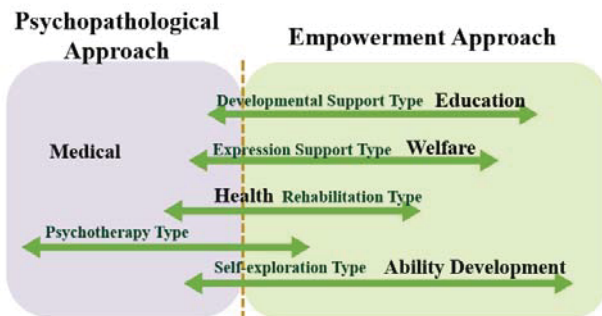 Psychopathological
Approach
Empowerment Approach
Developmental Support Type Education
Medical
Expression Support Type Welfare
Health Rehabilitation Type
Psychotherapy Type
Self-exploration Type Ability Development